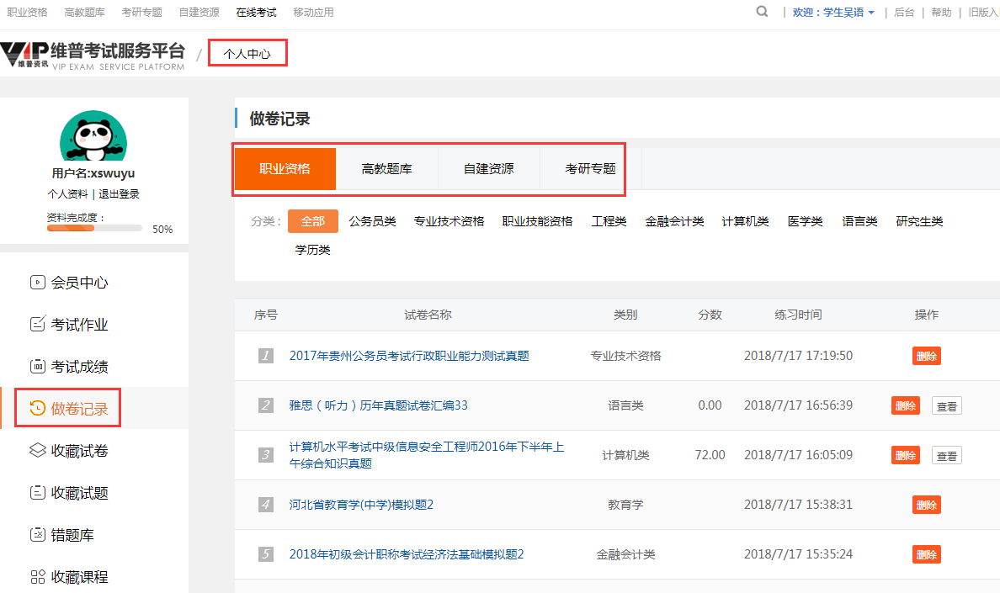 职业资格 高教题库 考研专题 自建资源 在线考试 移动应用 | 欢迎：学生吴语 | 后台 | 帮助 | 旧版入
VIP 维普资讯 维普考试服务平台 / 个人中心
VIP EXAM SERVICE PLATFORM
用户名:xswuyu
个人资料 | 退出登录
资料完成度：
50%
会员中心
考试作业
考试成绩
做卷记录
收藏试卷
收藏试题
错题库
收藏课程
做卷记录
职业资格 高教题库 自建资源 考研专题
分类： 全部 公务员类 专业技术资格 职业技能资格 工程类 金融会计类 计算机类 医学类 语言类 研究生类
学历类
序号 试卷名称 类别 分数 练习时间 操作
1 2017年贵州公务员考试行政职业能力测试真题 专业技术资格 2018/7/17 17:19:50 删除
2 雅思（听力）历年真题试卷汇编33 语言类 0.00 2018/7/17 16:56:39 删除 查看
3 计算机水平考试中级信息安全工程师2016年下半年上
午综合知识真题 计算机类 72.00 2018/7/17 16:05:09 删除 查看
4 河北省教育学(中学)模拟题2 教育学 2018/7/17 15:38:31 删除
5 2018年初级会计职称考试经济法基础模拟题2 金融会计类 2018/7/17 15:35:24 删除